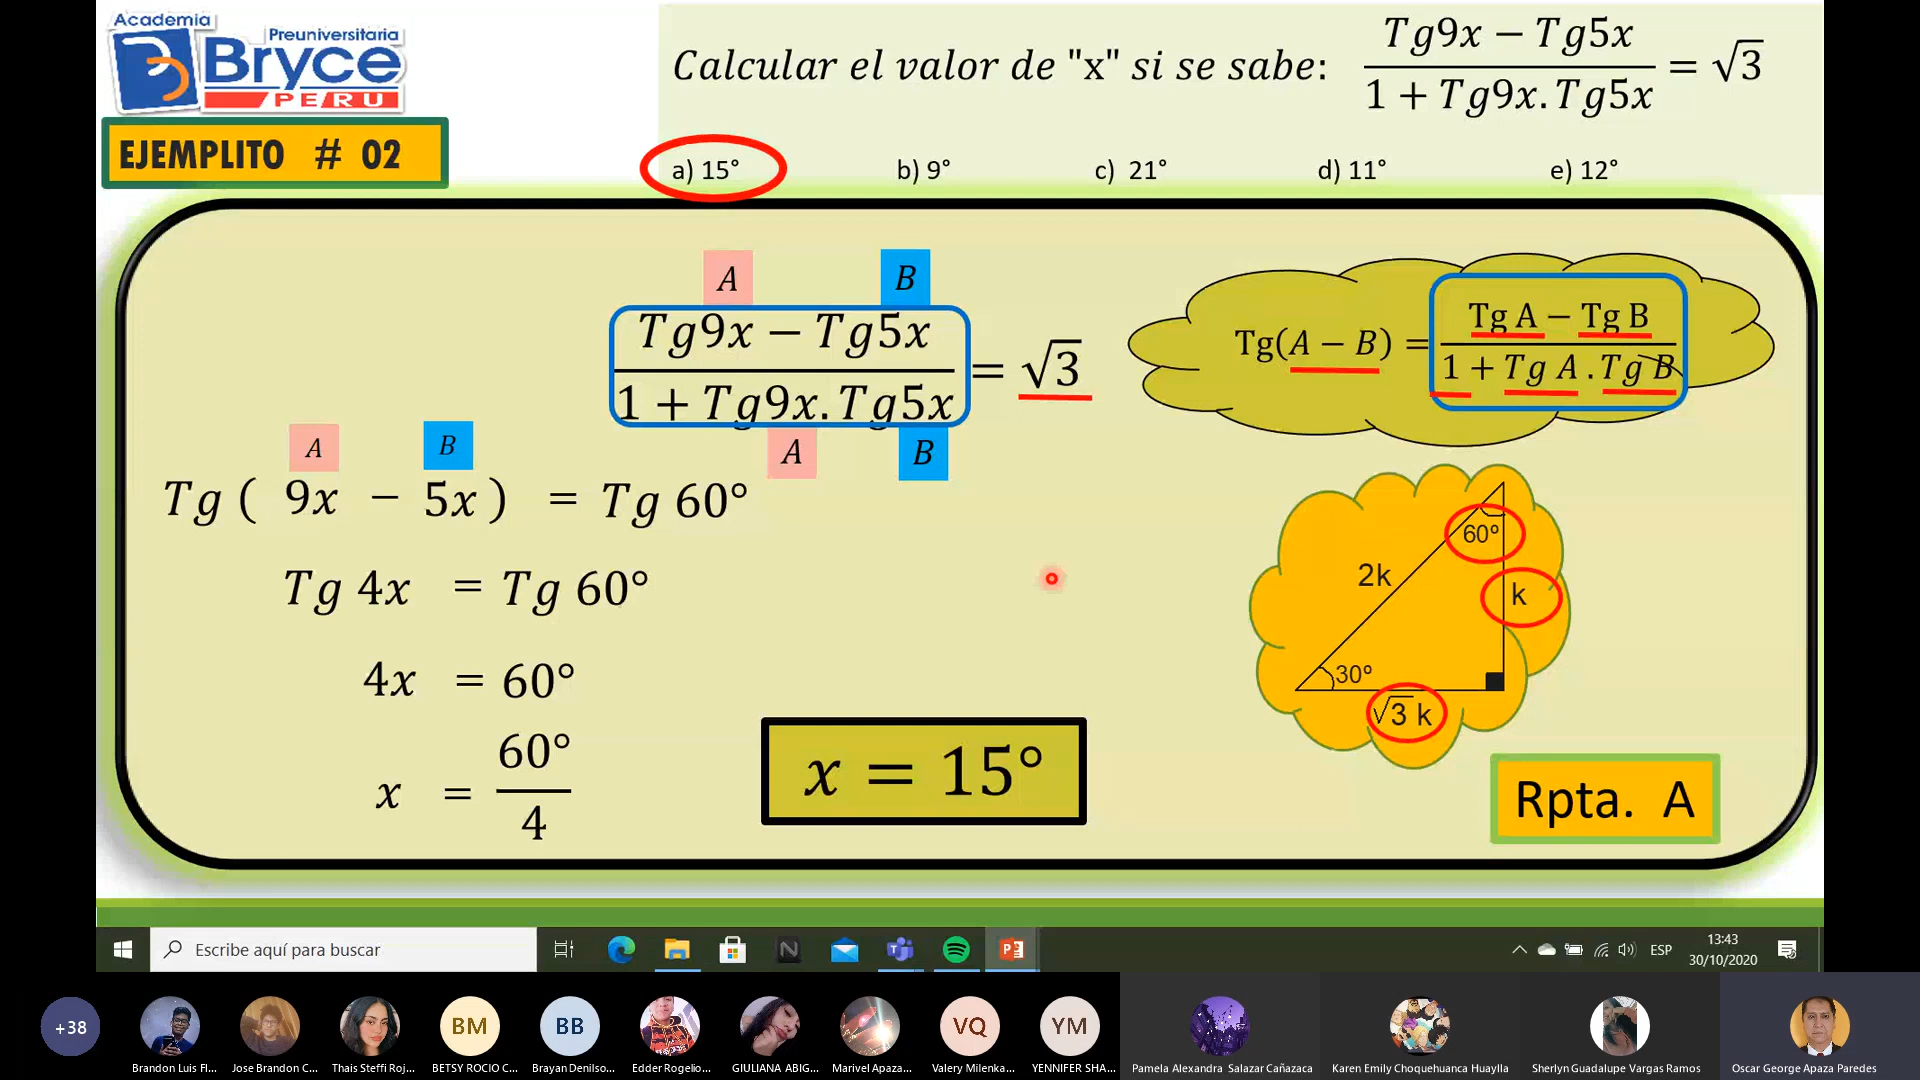 Academia
Preuniversitaria
Bryce
PERU
EJEMPLITO # 02
Calcular el valor de "x" si se sabe: (Tg9x − Tg5x)/(1 + Tg9x.Tg5x) = √3
a) 15° b) 9° c) 21° d) 11° e) 12°
A B
(Tg9x − Tg5x)/(1 + Tg9x.Tg5x) = √3
A B
Tg(A − B) = (Tg A − Tg B)/(1 + Tg A . Tg B)
A B
Tg ( 9x − 5x ) = Tg 60°
Tg 4x = Tg 60°
4x = 60°
x = 60°/4
x = 15°
60°
2k
k
30°
√3 k
Rpta. A
Escribe aquí para buscar
ESP
13:43
30/10/2020
+38
BM
BB
VQ
YM
Brandon Luis Fl...
Jose Brandon C...
Thais Steffi Roj...
BETSY ROCIO C...
Brayan Denilso...
Edder Rogelio...
GIULIANA ABIG...
Marivel Apaza...
Valery Milenka...
YENNIFER SHA...
Pamela Alexandra Salazar Cañazaca
Karen Emily Choquehuanca Huaylla
Sherlyn Guadalupe Vargas Ramos
Oscar George Apaza Paredes